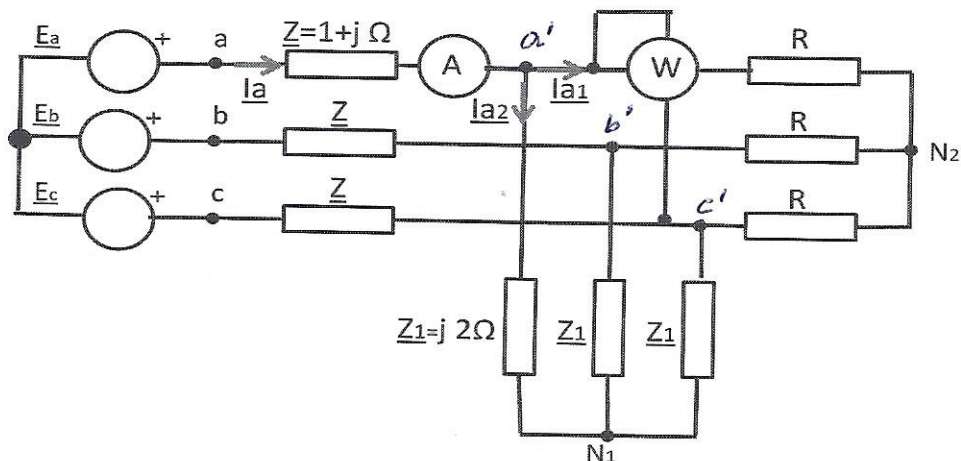 Ea + a Z=1+j Ω A a' W R
Ia Ia2 Ia1
Eb + b Z b' R N2
Ec + c Z c' R
Z1=j 2Ω Z1 Z1
N1